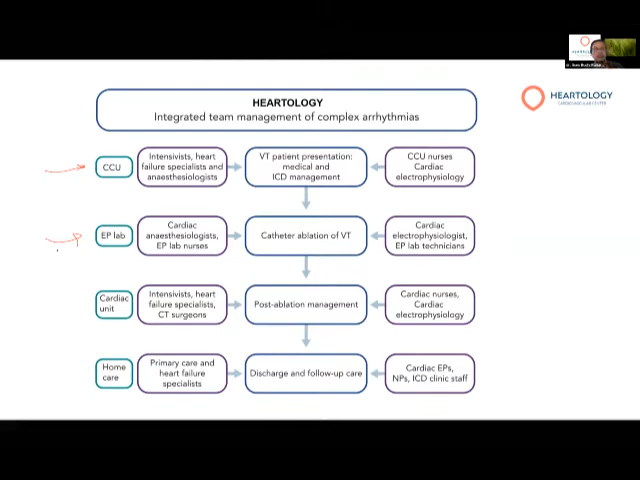 HEARTOLOGY
Integrated team management of complex arrhythmias
HEARTOLOGY
CARDIOVASCULAR CENTER
CCU
Intensivists, heart
failure specialists and
anaesthesiologists
VT patient presentation:
medical and
ICD management
CCU nurses
Cardiac
electrophysiology
EP lab
Cardiac
anaesthesiologists,
EP lab nurses
Catheter ablation of VT
Cardiac
electrophysiologist,
EP lab technicians
Cardiac
unit
Intensivists, heart
failure specialists,
CT surgeons
Post-ablation management
Cardiac nurses,
Cardiac
electrophysiology
Home
care
Primary care and
heart failure
specialists
Discharge and follow-up care
Cardiac EPs,
NPs, ICD clinic staff